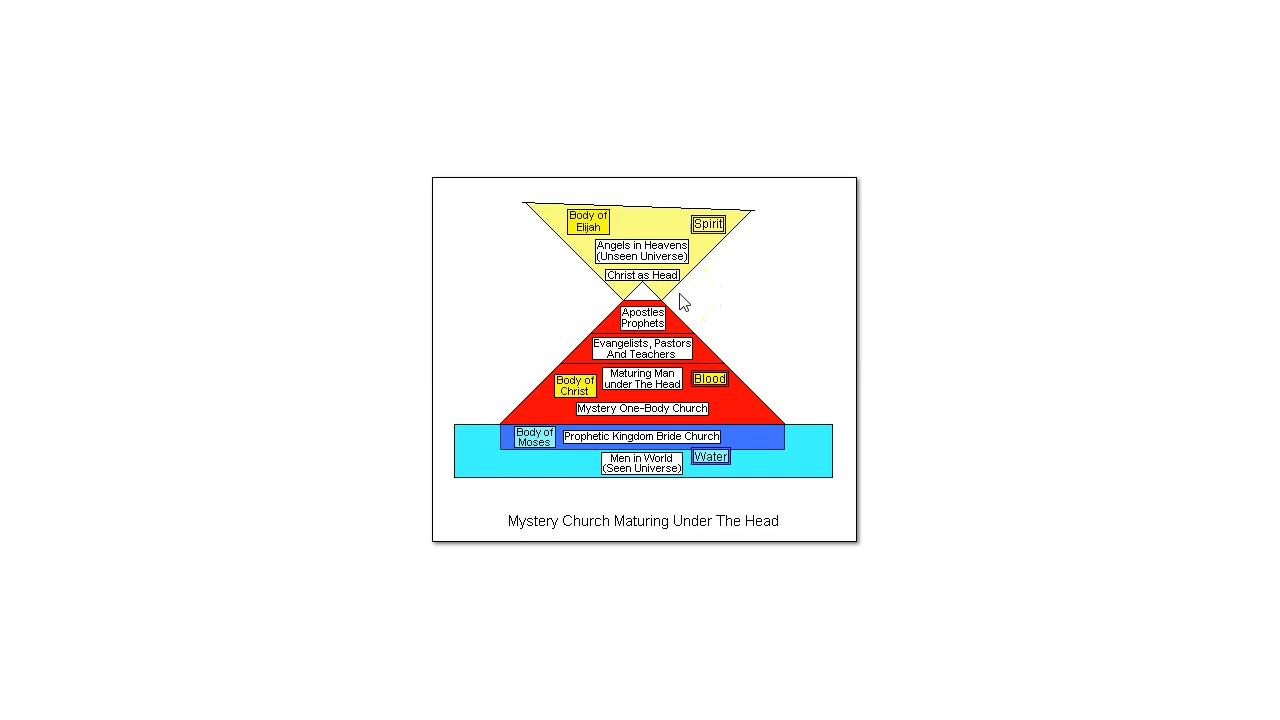 Body of
Elijah
Spirit
Angels in Heavens
(Unseen Universe)
Christ as Head
Apostles
Prophets
Evangelists, Pastors
And Teachers
Maturing Man
under The Head
Body of
Christ
Blood
Mystery One-Body Church
Body of
Moses
Prophetic Kingdom Bride Church
Men in World
(Seen Universe)
Water
Mystery Church Maturing Under The Head